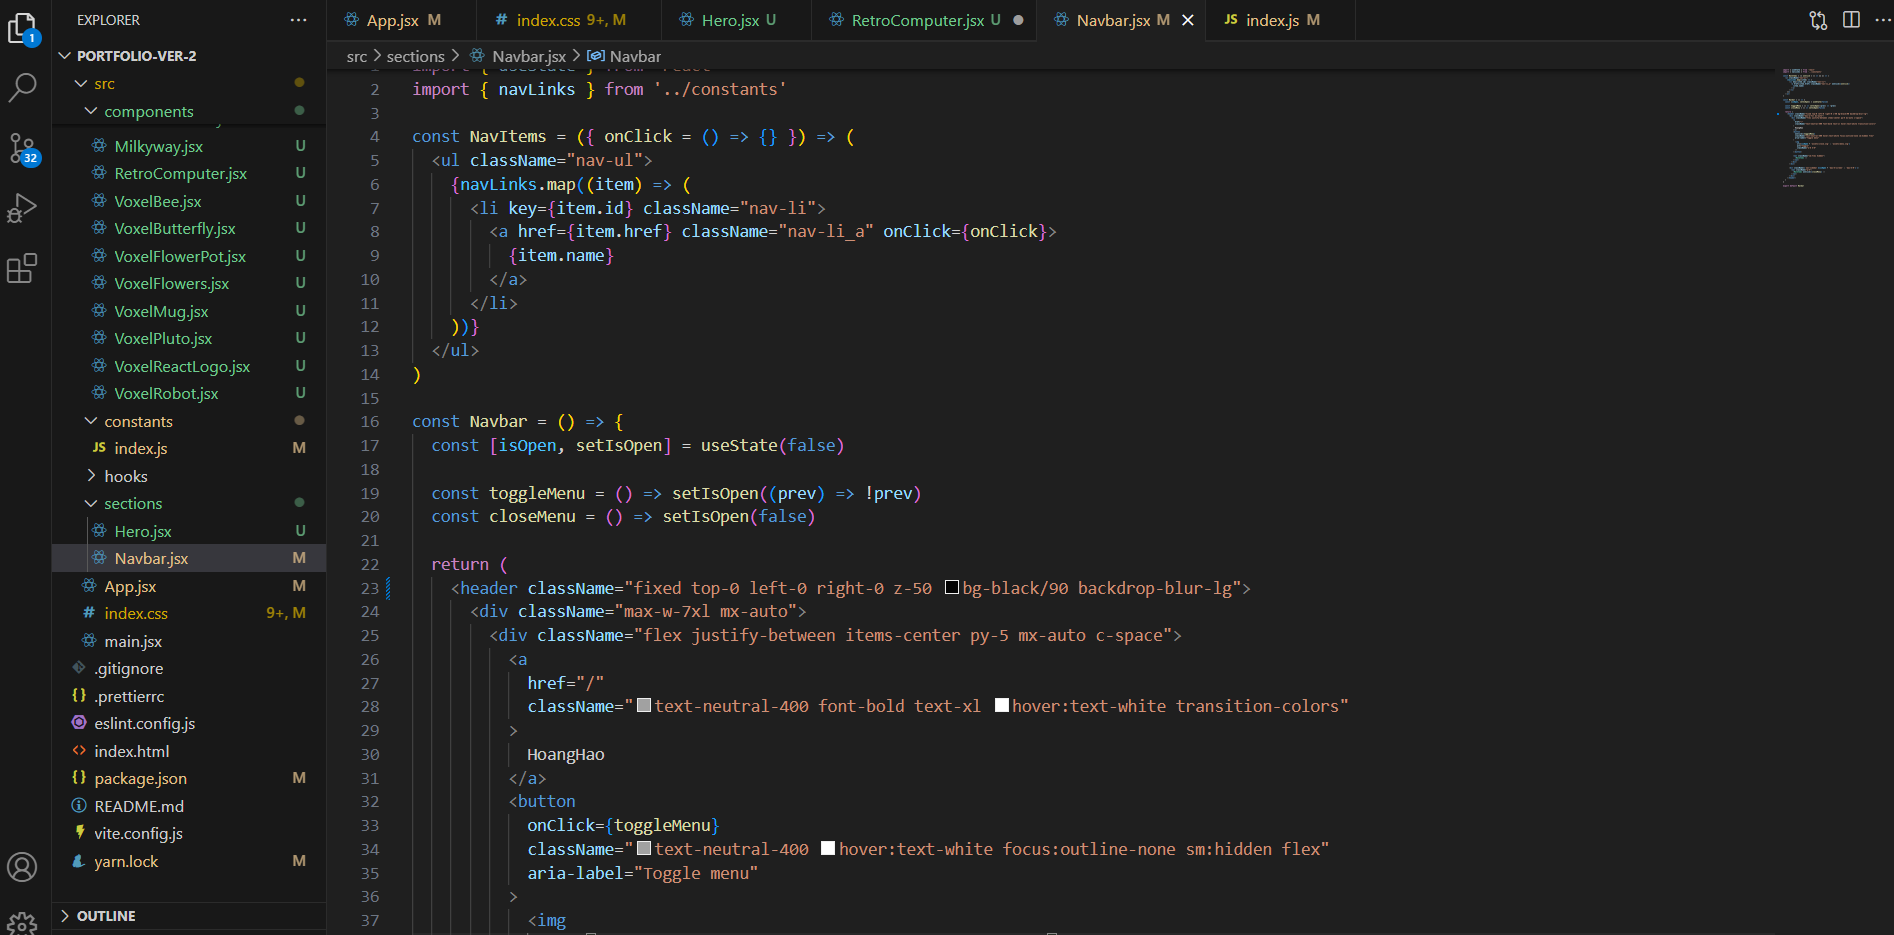 EXPLORER
PORTFOLIO-VER-2
src
components
Milkyway.jsx U
RetroComputer.jsx U
VoxelBee.jsx U
VoxelButterfly.jsx U
VoxelFlowerPot.jsx U
VoxelFlowers.jsx U
VoxelMug.jsx U
VoxelPluto.jsx U
VoxelReactLogo.jsx U
VoxelRobot.jsx U
constants
JS index.js M
hooks
sections
Hero.jsx U
Navbar.jsx M
App.jsx M
# index.css 9+, M
main.jsx
.gitignore
{} .prettierrc
eslint.config.js
<> index.html
{} package.json M
README.md
vite.config.js
yarn.lock M
OUTLINE
1
32
App.jsx M # index.css 9+, M Hero.jsx U RetroComputer.jsx U Navbar.jsx M JS index.js M
src > sections > Navbar.jsx > Navbar
1 import { useState } from 'react'
2 import { navLinks } from '../constants'
3
4 const NavItems = ({ onClick = () => {} }) => (
5 <ul className="nav-ul">
6 {navLinks.map((item) => (
7 <li key={item.id} className="nav-li">
8 <a href={item.href} className="nav-li_a" onClick={onClick}>
9 {item.name}
10 </a>
11 </li>
12 ))}
13 </ul>
14 )
15
16 const Navbar = () => {
17 const [isOpen, setIsOpen] = useState(false)
18
19 const toggleMenu = () => setIsOpen((prev) => !prev)
20 const closeMenu = () => setIsOpen(false)
21
22 return (
23 <header className="fixed top-0 left-0 right-0 z-50 bg-black/90 backdrop-blur-lg">
24 <div className="max-w-7xl mx-auto">
25 <div className="flex justify-between items-center py-5 mx-auto c-space">
26 <a
27 href="/"
28 className="text-neutral-400 font-bold text-xl hover:text-white transition-colors"
29 >
30 HoangHao
31 </a>
32 <button
33 onClick={toggleMenu}
34 className="text-neutral-400 hover:text-white focus:outline-none sm:hidden flex"
35 aria-label="Toggle menu"
36 >
37 <img